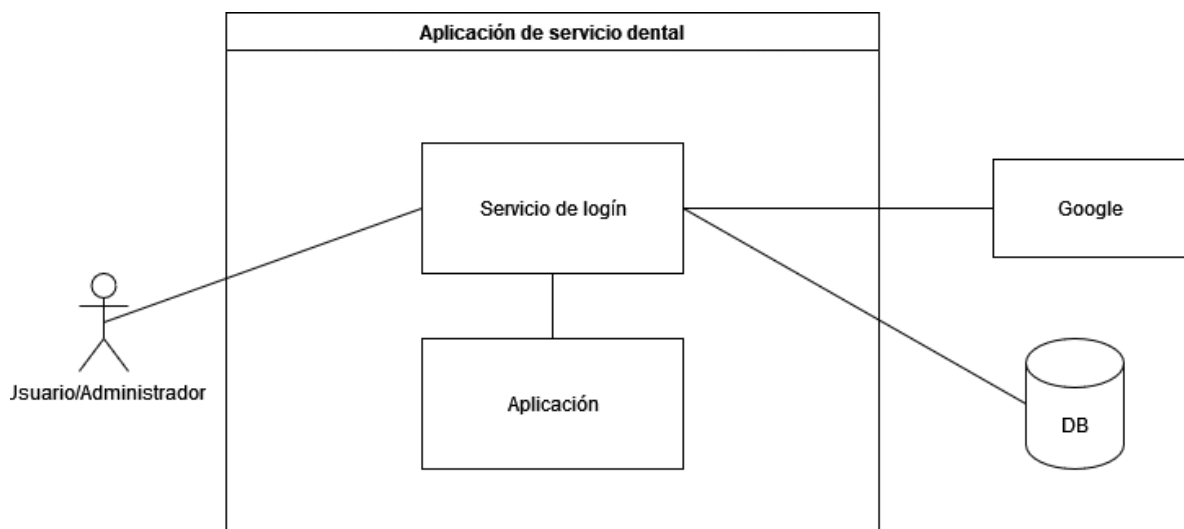 Aplicación de servicio dental
Servicio de logín
Google
Jsuario/Administrador
Aplicación
DB